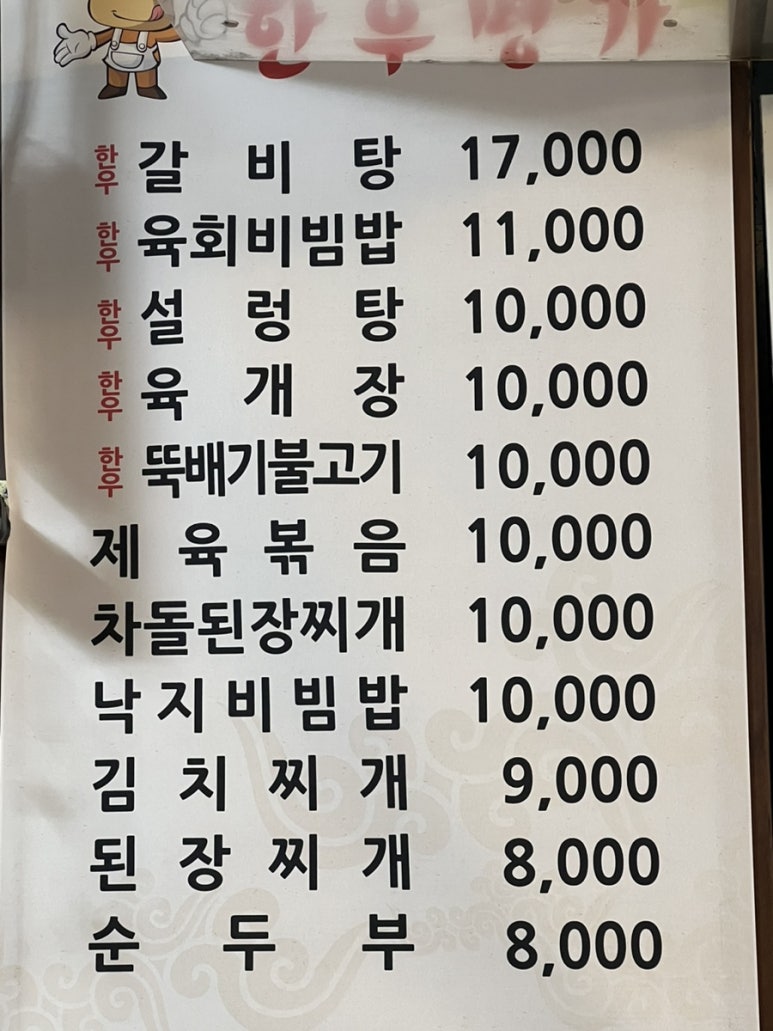 한우명가
한우 갈비탕 17,000
한우 육회비빔밥 11,000
한우 설렁탕 10,000
한우 육개장 10,000
한우 뚝배기불고기 10,000
제육볶음 10,000
차돌된장찌개 10,000
낙지비빔밥 10,000
김치찌개 9,000
된장찌개 8,000
순두부 8,000